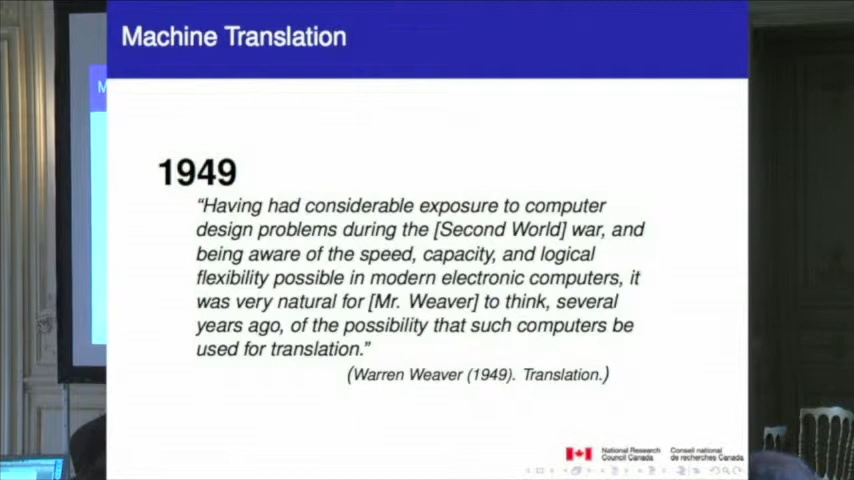 Machine Translation
M
1949
“Having had considerable exposure to computer
design problems during the [Second World] war, and
being aware of the speed, capacity, and logical
flexibility possible in modern electronic computers, it
was very natural for [Mr. Weaver] to think, several
years ago, of the possibility that such computers be
used for translation.”
(Warren Weaver (1949). Translation.)
National Research Conseil national
Council Canada de recherches Canada